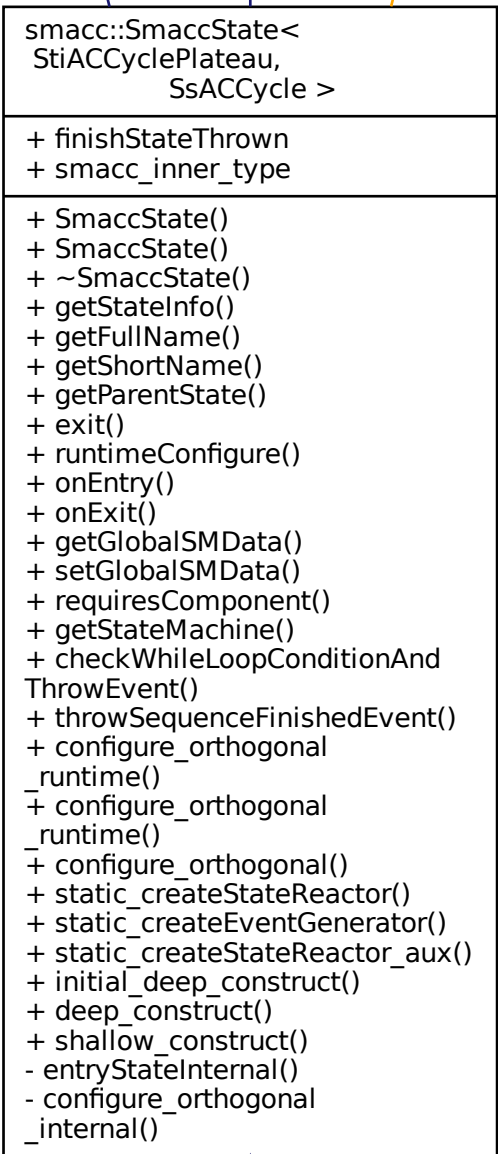 smacc::SmaccState<
StiACCyclePlateau,
SsACCycle >
+ finishStateThrown
+ smacc_inner_type
+ SmaccState()
+ SmaccState()
+ ~SmaccState()
+ getStateInfo()
+ getFullName()
+ getShortName()
+ getParentState()
+ exit()
+ runtimeConfigure()
+ onEntry()
+ onExit()
+ getGlobalSMData()
+ setGlobalSMData()
+ requiresComponent()
+ getStateMachine()
+ checkWhileLoopConditionAnd
ThrowEvent()
+ throwSequenceFinishedEvent()
+ configure_orthogonal
_runtime()
+ configure_orthogonal
_runtime()
+ configure_orthogonal()
+ static_createStateReactor()
+ static_createEventGenerator()
+ static_createStateReactor_aux()
+ initial_deep_construct()
+ deep_construct()
+ shallow_construct()
- entryStateInternal()
- configure_orthogonal
_internal()